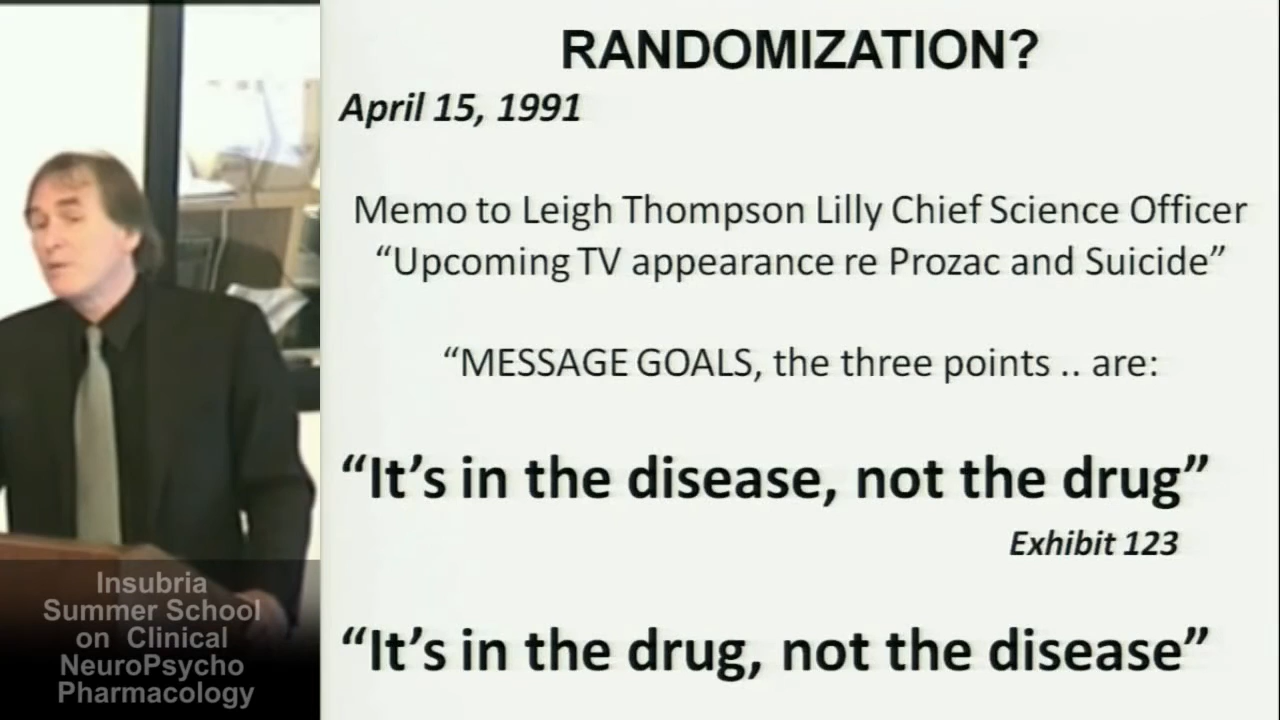 RANDOMIZATION?
April 15, 1991
Memo to Leigh Thompson Lilly Chief Science Officer
“Upcoming TV appearance re Prozac and Suicide”
“MESSAGE GOALS, the three points .. are:
“It’s in the disease, not the drug”
Exhibit 123
“It’s in the drug, not the disease”
Insubria
Summer School
on Clinical
NeuroPsycho
Pharmacology